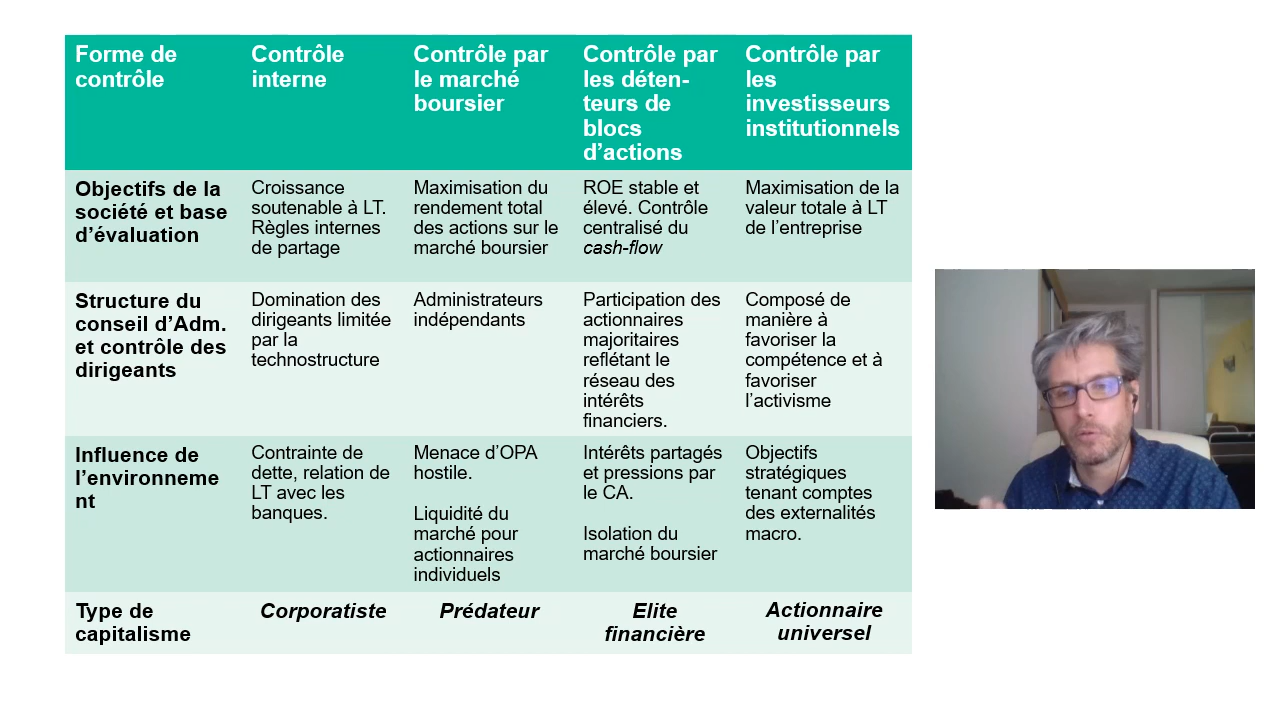 Forme de
contrôle
Contrôle
interne
Contrôle par
le marché
boursier
Contrôle par
les déten-
teurs de
blocs
d’actions
Contrôle par
les
investisseurs
institutionnels
Objectifs de la
société et base
d’évaluation
Croissance
soutenable à LT.
Règles internes
de partage
Maximisation du
rendement total
des actions sur le
marché boursier
ROE stable et
élevé. Contrôle
centralisé du
cash-flow
Maximisation de la
valeur totale à LT
de l’entreprise
Structure du
conseil d’Adm.
et contrôle des
dirigeants
Domination des
dirigeants limitée
par la
technostructure
Administrateurs
indépendants
Participation des
actionnaires
majoritaires
reflétant le
réseau des
intérêts
financiers.
Composé de
manière à
favoriser la
compétence et à
favoriser
l’activisme
Influence de
l’environneme
nt
Contrainte de
dette, relation de
LT avec les
banques.
Menace d’OPA
hostile.
Liquidité du
marché pour
actionnaires
individuels
Intérêts partagés
et pressions par
le CA.
Isolation du
marché boursier
Objectifs
stratégiques
tenant comptes
des externalités
macro.
Type de
capitalisme
Corporatiste
Prédateur
Elite
financière
Actionnaire
universel